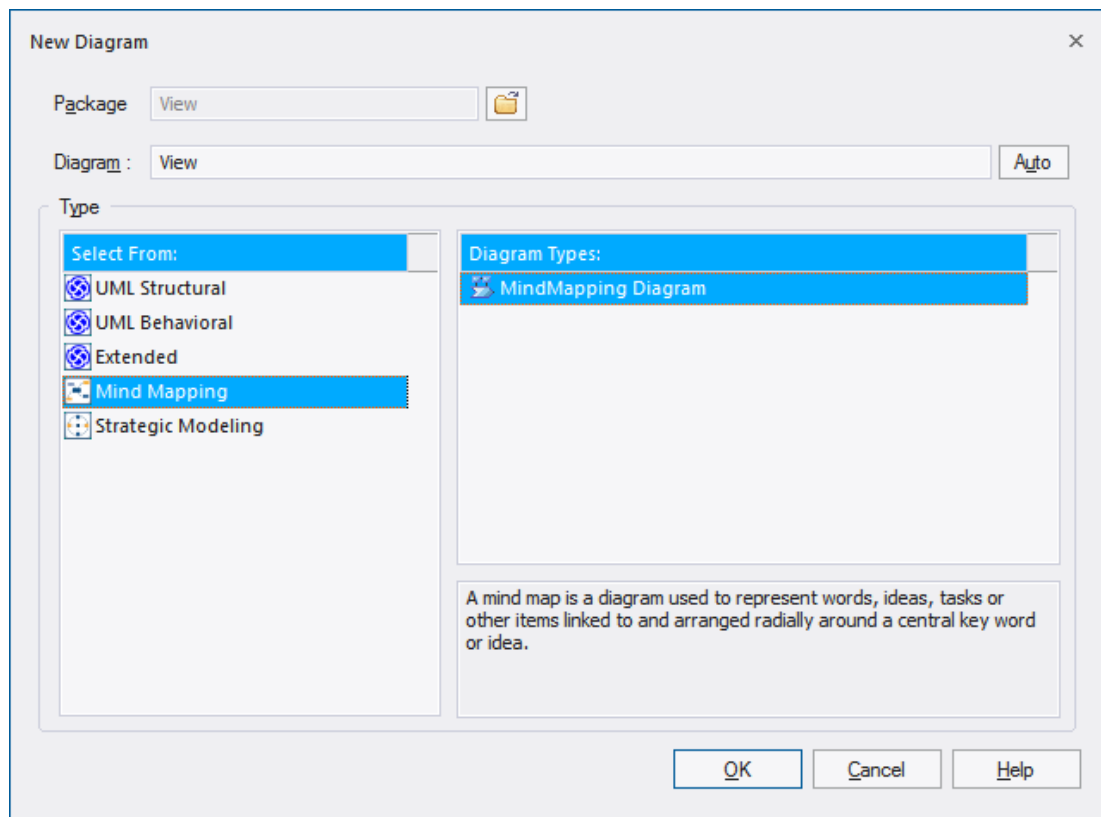 New Diagram
Package
View
Diagram :
View
Auto
Type
Select From:
UML Structural
UML Behavioral
Extended
Mind Mapping
Strategic Modeling
Diagram Types:
MindMapping Diagram
A mind map is a diagram used to represent words, ideas, tasks or
other items linked to and arranged radially around a central key word
or idea.
OK
Cancel
Help